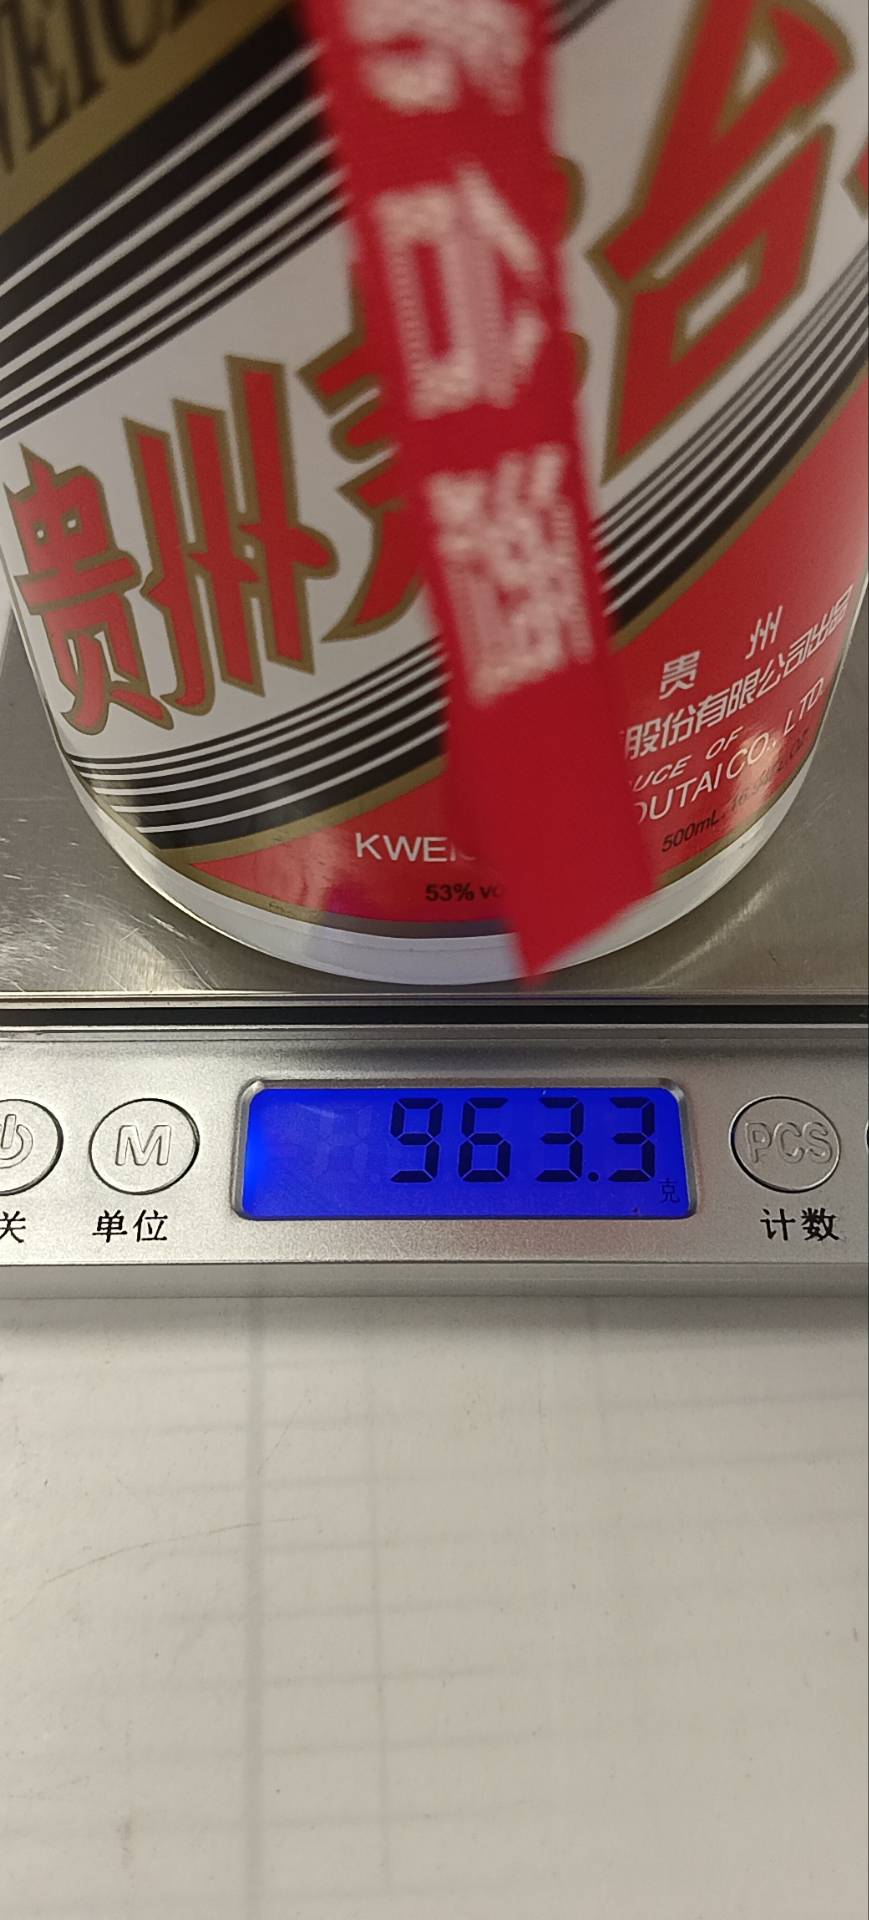 贵州
台
贵 州
股份有限公司出品
UCE OF
OUTAI CO., LTD.
KWEI
500mL
53% vo
963.3
克
M
PCS
关
单位
计数